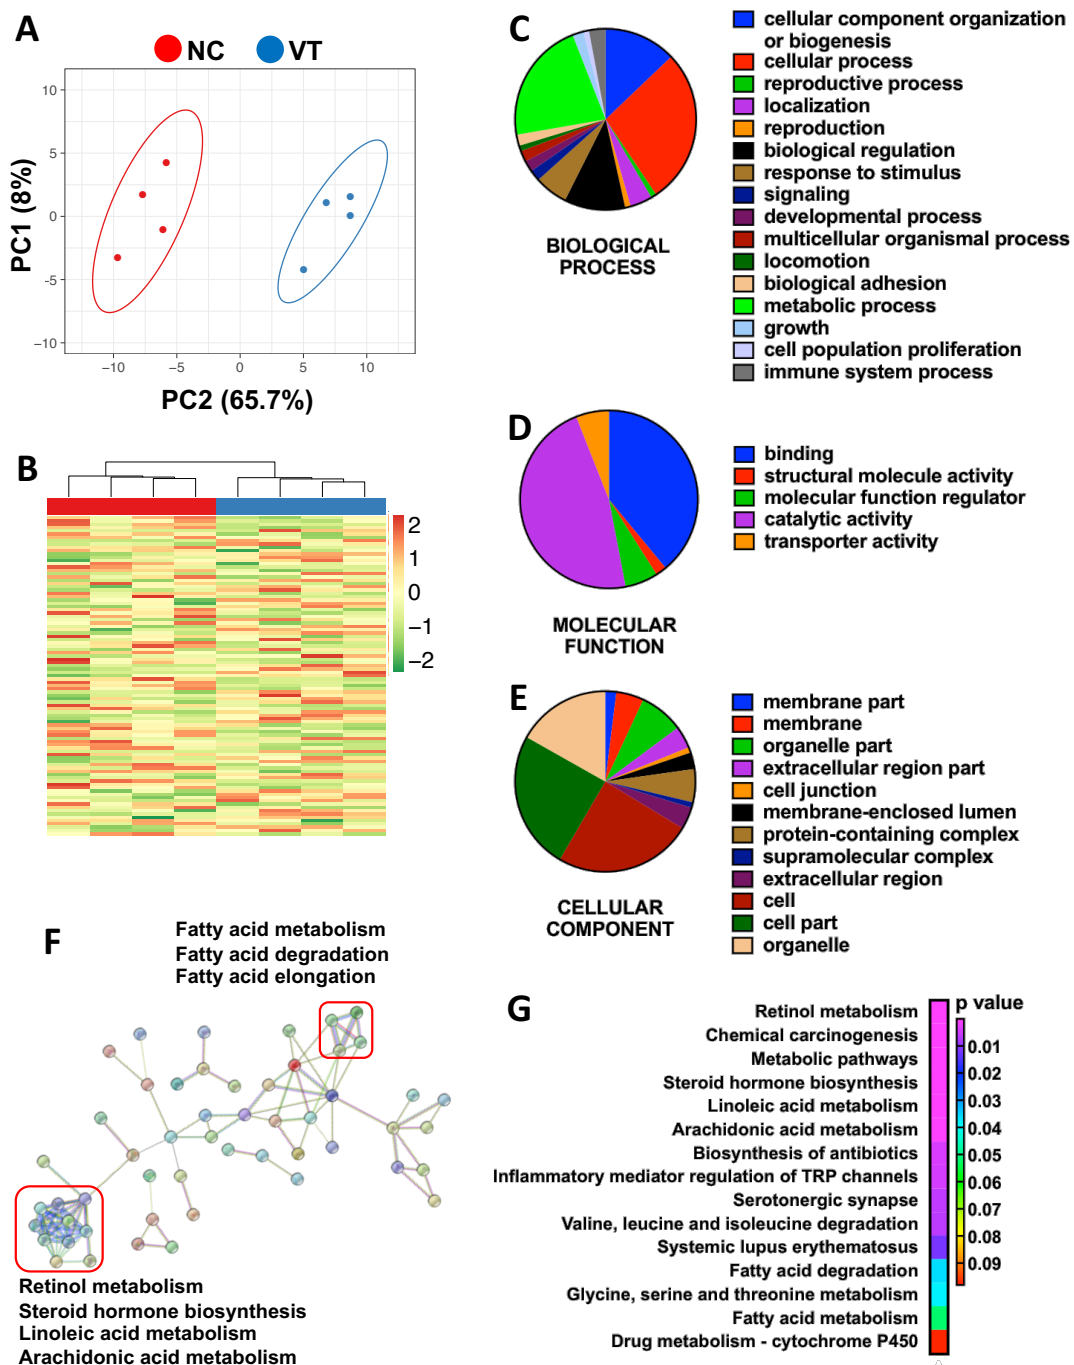 A
NC
VT
10
5
0
−5
−10
PC1 (8%)
−10
−5
0
5
10
PC2 (65.7%)
B
2
1
0
−1
−2
C
BIOLOGICAL
PROCESS
cellular component organization
or biogenesis
cellular process
reproductive process
localization
reproduction
biological regulation
response to stimulus
signaling
developmental process
multicellular organismal process
locomotion
biological adhesion
metabolic process
growth
cell population proliferation
immune system process
D
MOLECULAR
FUNCTION
binding
structural molecule activity
molecular function regulator
catalytic activity
transporter activity
E
CELLULAR
COMPONENT
membrane part
membrane
organelle part
extracellular region part
cell junction
membrane-enclosed lumen
protein-containing complex
supramolecular complex
extracellular region
cell
cell part
organelle
F
Fatty acid metabolism
Fatty acid degradation
Fatty acid elongation
Retinol metabolism
Steroid hormone biosynthesis
Linoleic acid metabolism
Arachidonic acid metabolism
G
Retinol metabolism
Chemical carcinogenesis
Metabolic pathways
Steroid hormone biosynthesis
Linoleic acid metabolism
Arachidonic acid metabolism
Biosynthesis of antibiotics
Inflammatory mediator regulation of TRP channels
Serotonergic synapse
Valine, leucine and isoleucine degradation
Systemic lupus erythematosus
Fatty acid degradation
Glycine, serine and threonine metabolism
Fatty acid metabolism
Drug metabolism - cytochrome P450
p value
0.01
0.02
0.03
0.04
0.05
0.06
0.07
0.08
0.09